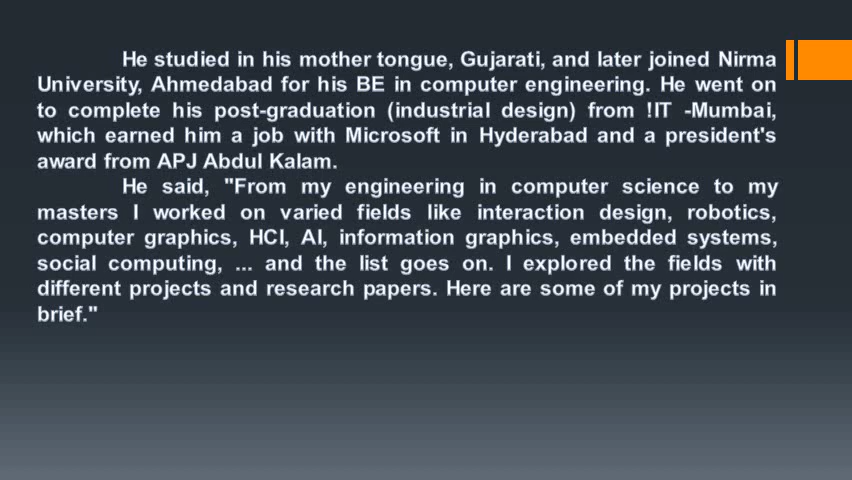 He studied in his mother tongue, Gujarati, and later joined Nirma
University, Ahmedabad for his BE in computer engineering. He went on
to complete his post-graduation (industrial design) from !IT -Mumbai,
which earned him a job with Microsoft in Hyderabad and a president's
award from APJ Abdul Kalam.
He said, "From my engineering in computer science to my
masters I worked on varied fields like interaction design, robotics,
computer graphics, HCI, AI, information graphics, embedded systems,
social computing, ... and the list goes on. I explored the fields with
different projects and research papers. Here are some of my projects in
brief."